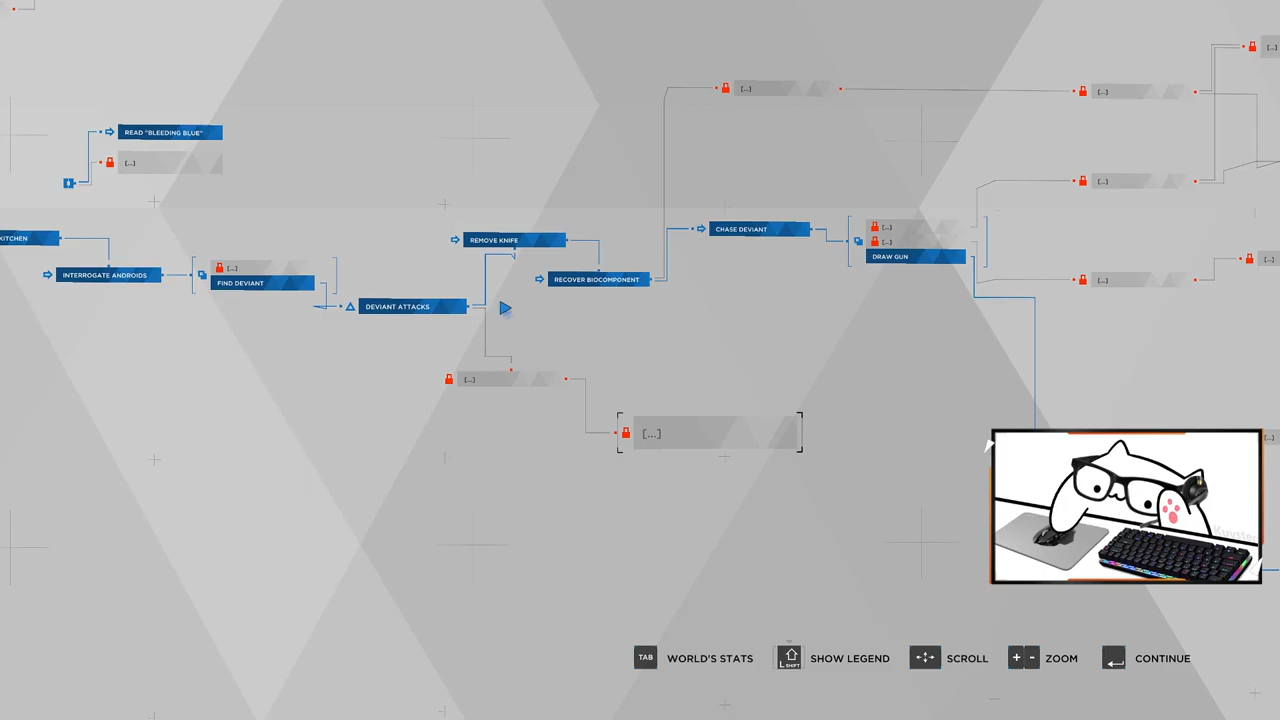 [...]
[...]
[...]
READ "BLEEDING BLUE"
[...]
[...]
CHASE DEVIANT
[...]
[...]
DRAW GUN
KITCHEN
REMOVE KNIFE
INTERROGATE ANDROIDS
[...]
FIND DEVIANT
RECOVER BIOCOMPONENT
[...]
[...]
DEVIANT ATTACKS
[...]
[...]
[...]
TAB WORLD'S STATS
L SHIFT SHOW LEGEND
SCROLL
+ - ZOOM
CONTINUE